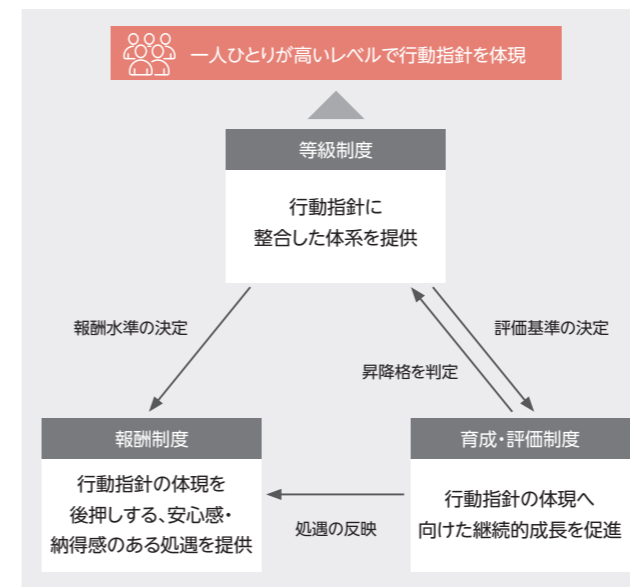 一人ひとりが高いレベルで行動指針を体現
等級制度
行動指針に
整合した体系を提供
報酬水準の決定
評価基準の決定
昇降格を判定
報酬制度
行動指針の体現を
後押しする、安心感・
納得感のある処遇を提供
処遇の反映
育成・評価制度
行動指針の体現へ
向けた継続的成長を促進